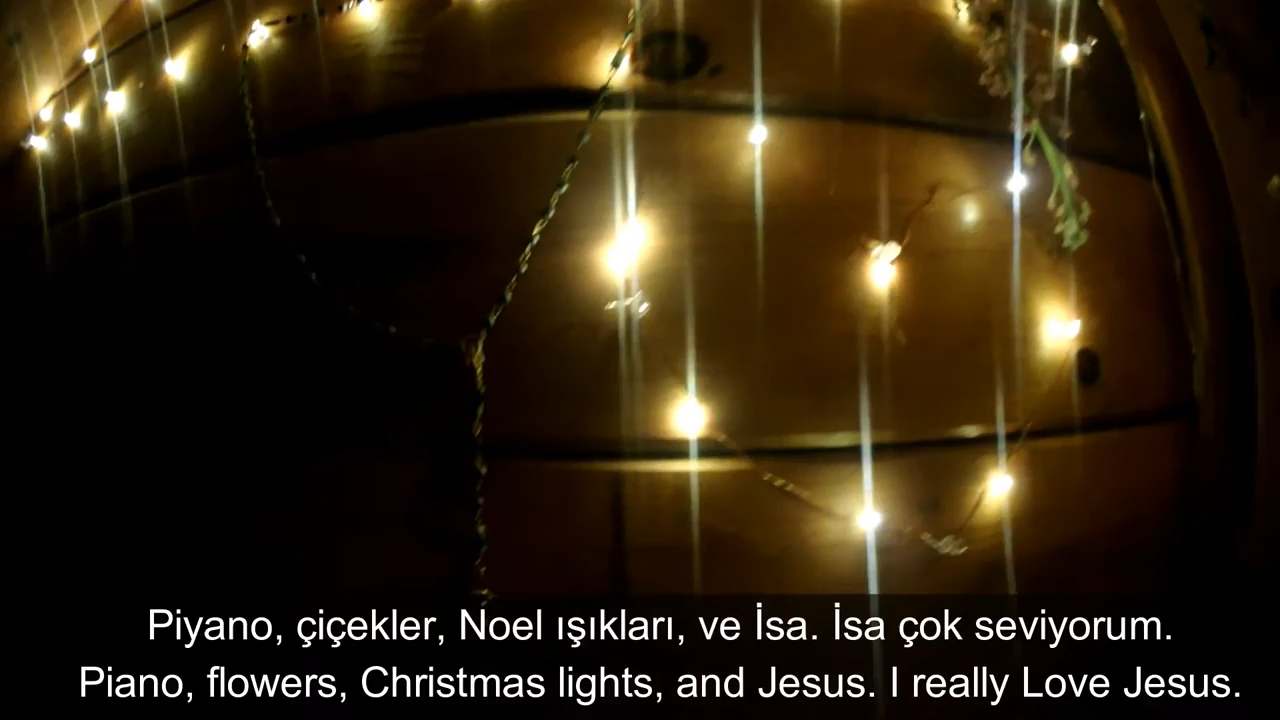 Piyano, çiçekler, Noel ışıkları, ve İsa. İsa çok seviyorum.
Piano, flowers, Christmas lights, and Jesus. I really Love Jesus.